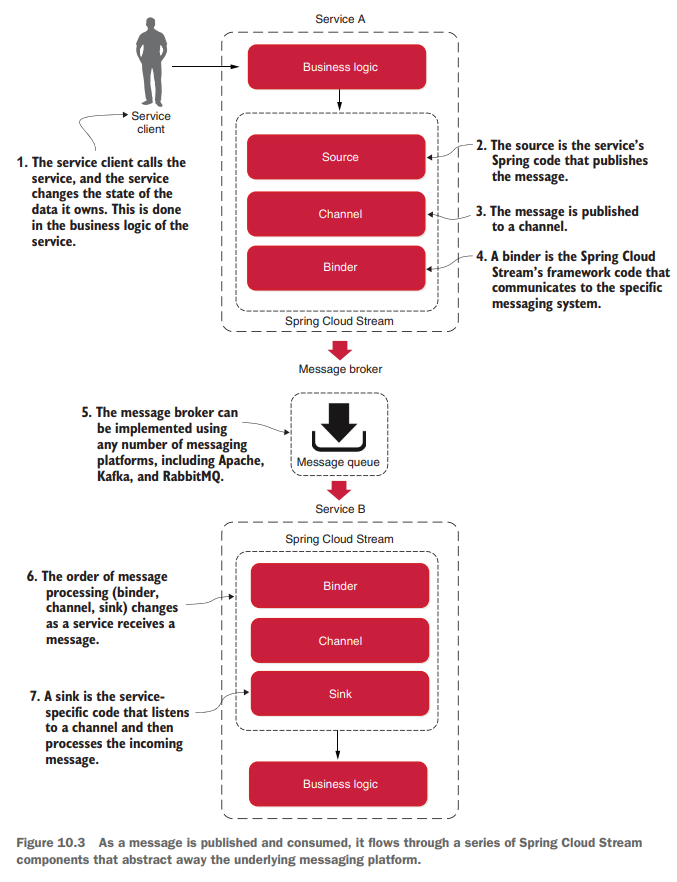 Service A
Business logic
Service
client
1. The service client calls the
service, and the service
changes the state of the
data it owns. This is done
in the business logic of the
service.
Source
2. The source is the service's
Spring code that publishes
the message.
Channel
3. The message is published
to a channel.
Binder
4. A binder is the Spring Cloud
Stream's framework code that
communicates to the specific
messaging system.
Spring Cloud Stream
Message broker
5. The message broker can
be implemented using
any number of messaging
platforms, including Apache,
Kafka, and RabbitMQ.
Message queue
Service B
Spring Cloud Stream
Binder
6. The order of message
processing (binder,
channel, sink) changes
as a service receives a
message.
Channel
Sink
7. A sink is the service-
specific code that listens
to a channel and then
processes the incoming
message.
Business logic
Figure 10.3 As a message is published and consumed, it flows through a series of Spring Cloud Stream
components that abstract away the underlying messaging platform.